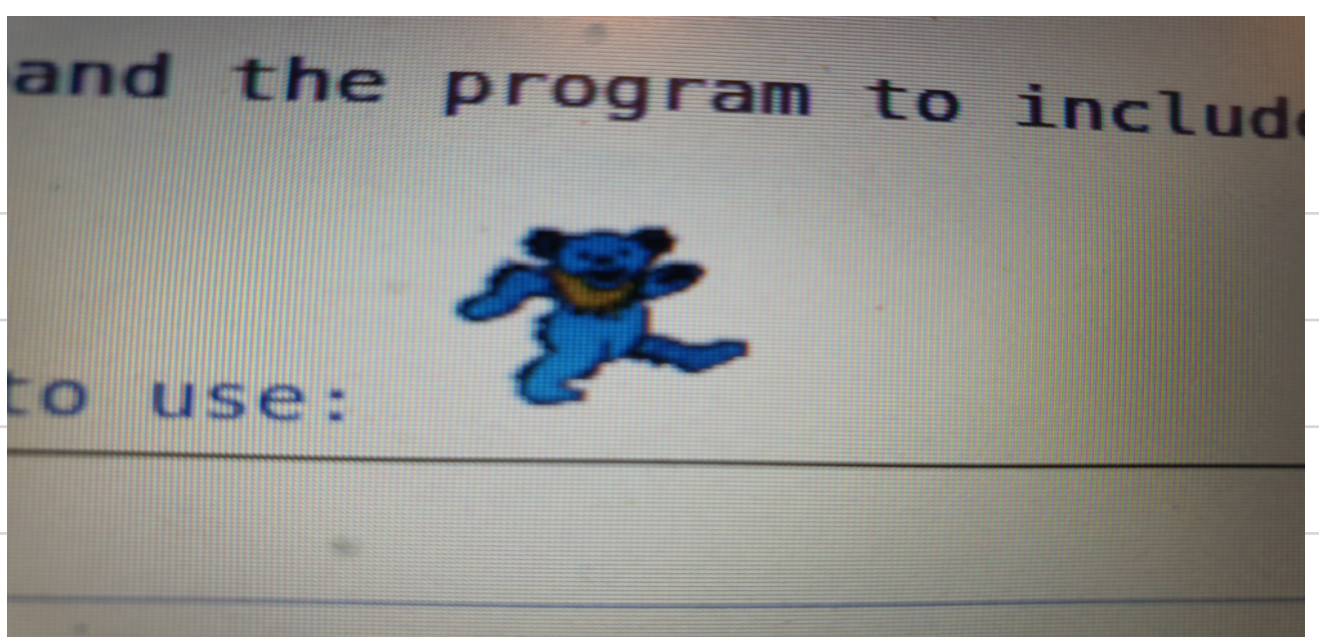 and the program to includ
to use: